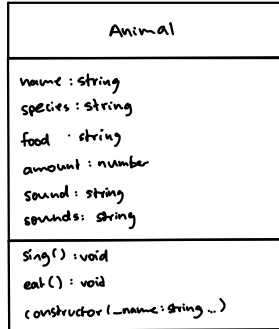 Animal
name : string
species : string
food : string
amount : number
sound : string
sounds: string
sing() : void
eat() : void
constructor(_name: string ...)